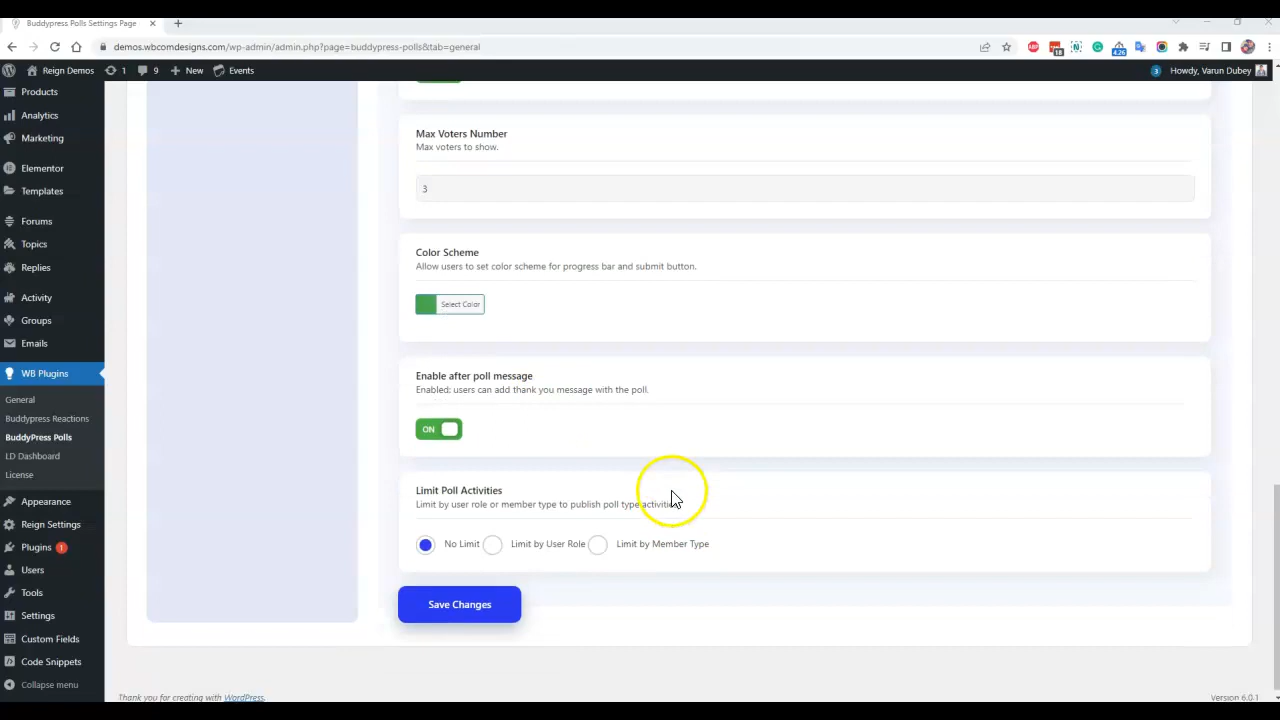 Buddypress Polls Settings Page
demos.wbcomdesigns.com/wp-admin/admin.php?page=buddypress-polls&tab=general
ABP
18
4.26
Reign Demos
1
9
New
Events
3
Howdy, Varun Dubey
Products
Analytics
Marketing
Elementor
Templates
Forums
Topics
Replies
Activity
Groups
Emails
WB Plugins
General
Buddypress Reactions
BuddyPress Polls
LD Dashboard
License
Appearance
Reign Settings
Plugins 1
Users
Tools
Settings
Custom Fields
Code Snippets
Collapse menu
Max Voters Number
Max voters to show.
3
Color Scheme
Allow users to set color scheme for progress bar and submit button.
Select Color
Enable after poll message
Enabled: users can add thank you message with the poll.
ON
Limit Poll Activities
Limit by user role or member type to publish poll type activities.
No Limit Limit by User Role Limit by Member Type
Save Changes
Thank you for creating with WordPress.
Version 6.0.1